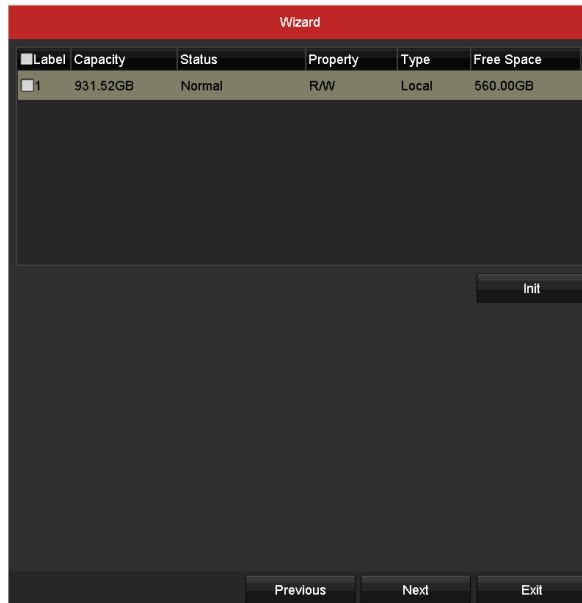 Wizard
Label Capacity Status Property Type Free Space
1 931.52GB Normal R/W Local 560.00GB
Init
Previous Next Exit